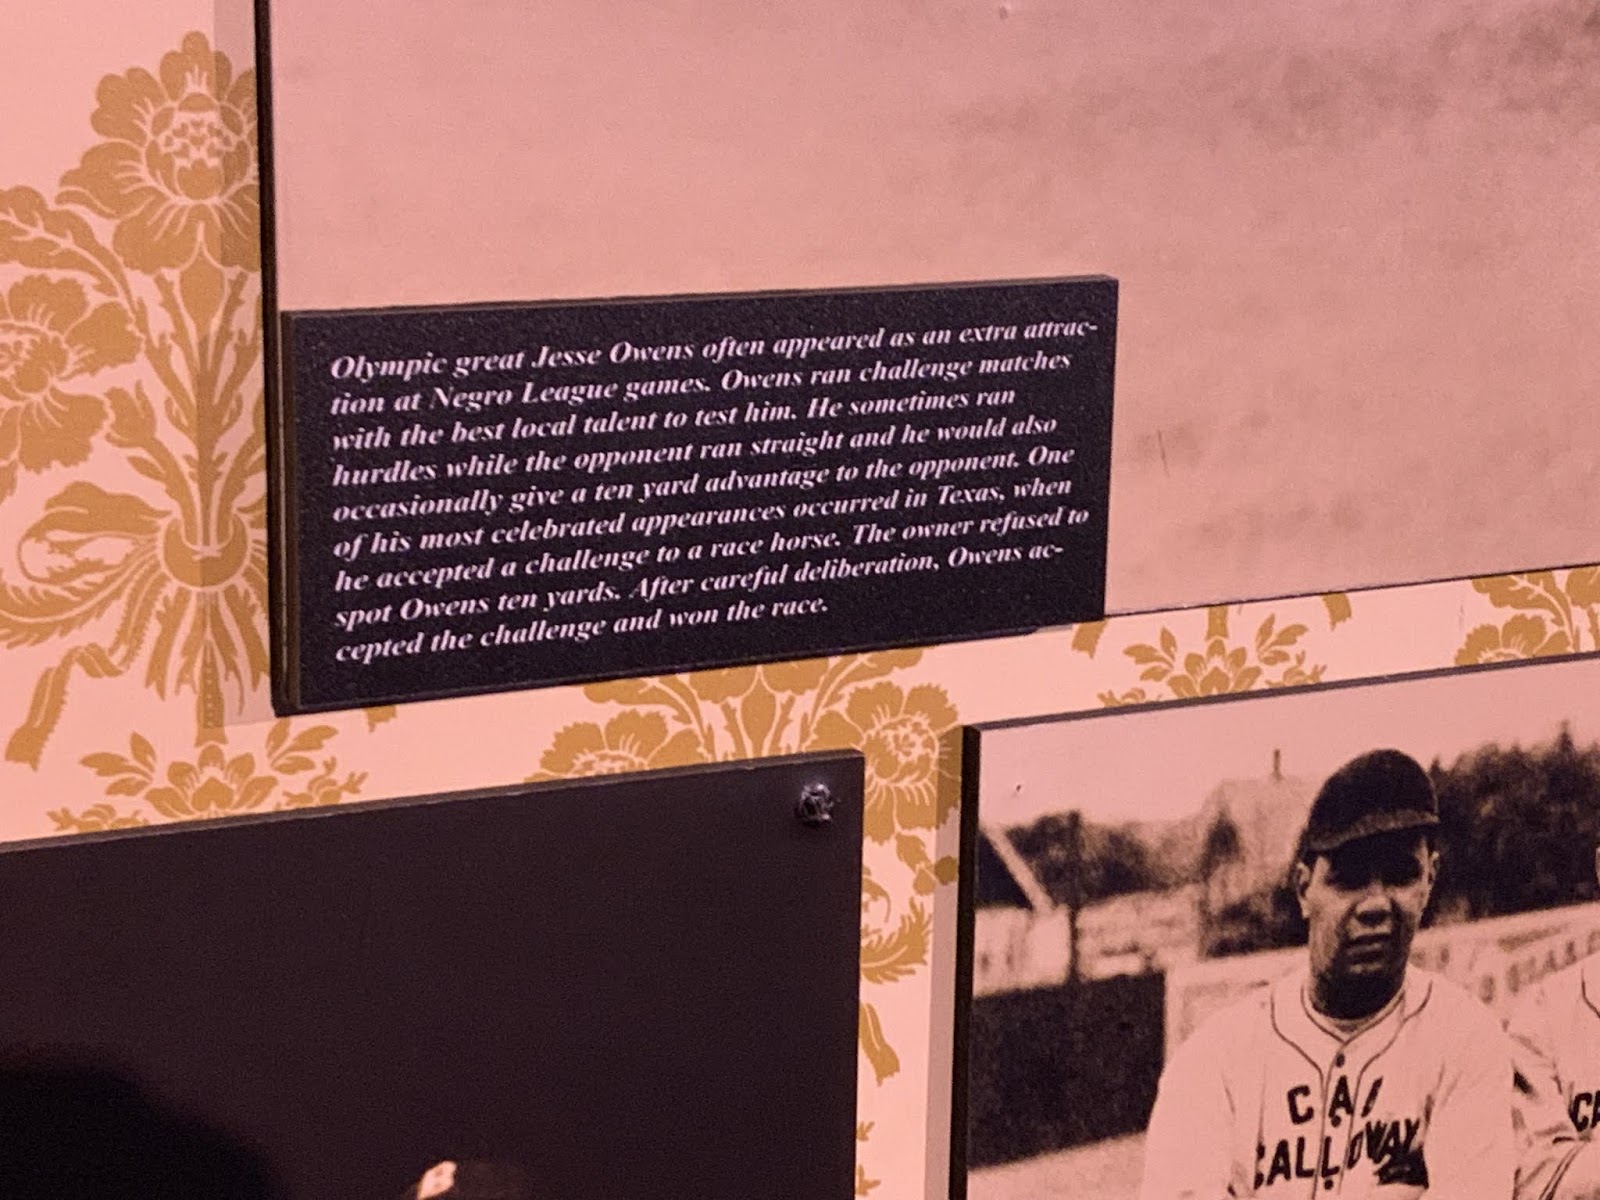 Olympic great Jesse Owens often appeared as an extra attrac-
tion at Negro League games. Owens ran challenge matches
with the best local talent to test him. He sometimes ran
hurdles while the opponent ran straight and he would also
occasionally give a ten yard advantage to the opponent. One
of his most celebrated appearances occurred in Texas, when
he accepted a challenge to a race horse. The owner refused to
spot Owens ten yards. After careful deliberation, Owens ac-
cepted the challenge and won the race.
CAB
CALLOWAY
CA
B